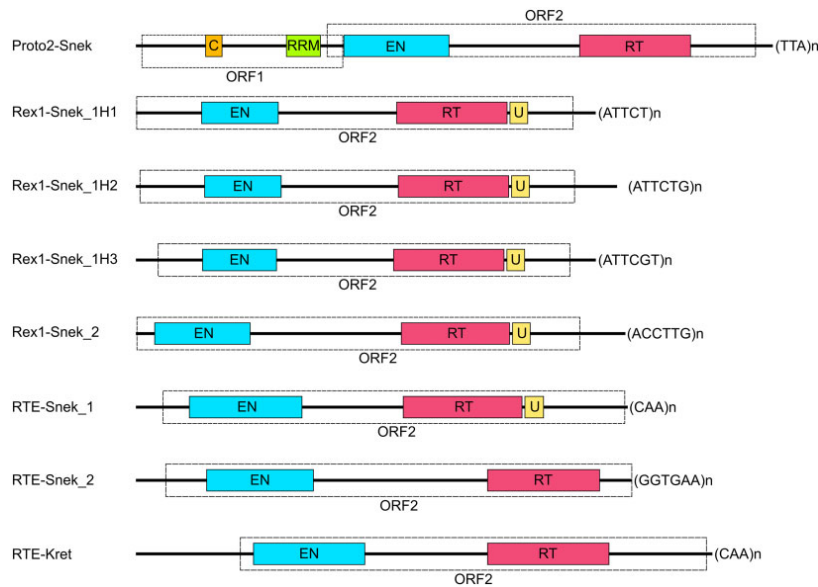 ORF2
Proto2-Snek C RRM EN RT (TTA)n
ORF1
Rex1-Snek_1H1 EN RT U (ATTCT)n
ORF2
Rex1-Snek_1H2 EN RT U (ATTCTG)n
ORF2
Rex1-Snek_1H3 EN RT U (ATTCGT)n
ORF2
Rex1-Snek_2 EN RT U (ACCTTG)n
ORF2
RTE-Snek_1 EN RT U (CAA)n
ORF2
RTE-Snek_2 EN RT (GGTGAA)n
ORF2
RTE-Kret EN RT (CAA)n
ORF2